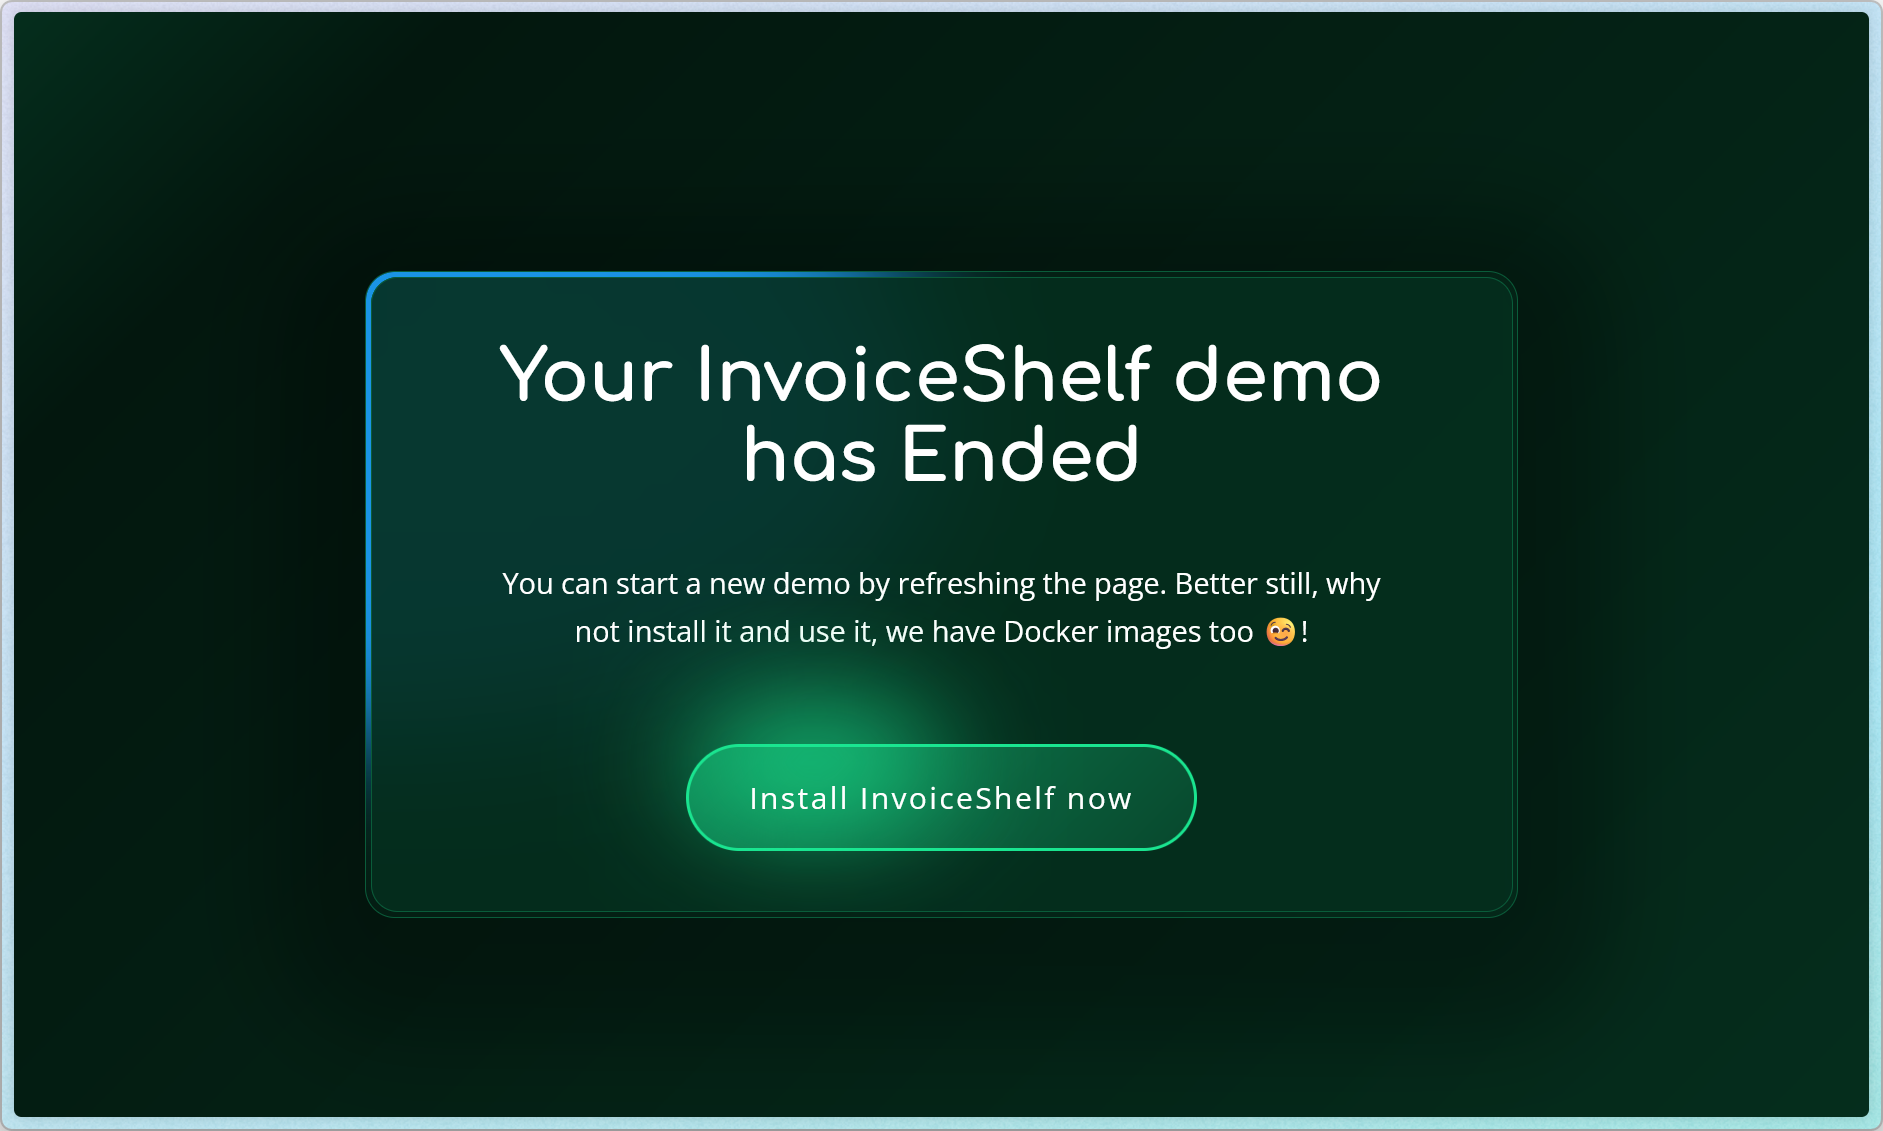 Your InvoiceShelf demo
has Ended
You can start a new demo by refreshing the page. Better still, why
not install it and use it, we have Docker images too 😉!
Install InvoiceShelf now